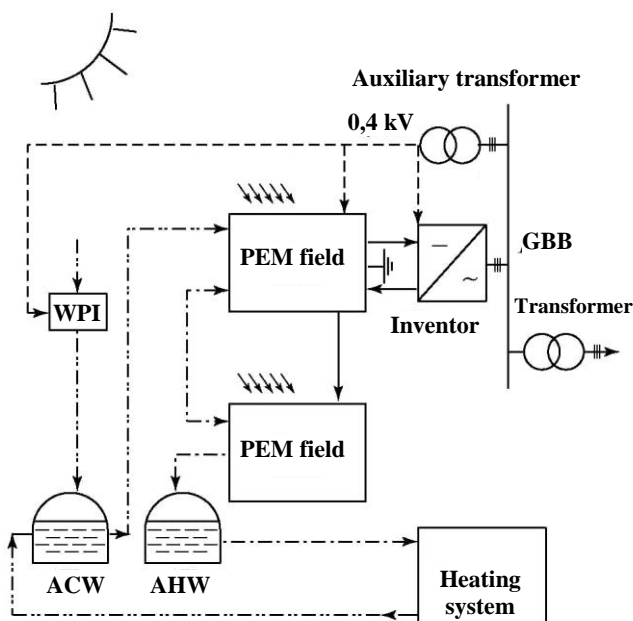 Auxiliary transformer
0,4 kV
PEM field
GBB
WPI
Transformer
Inventor
PEM field
ACW
AHW
Heating
system